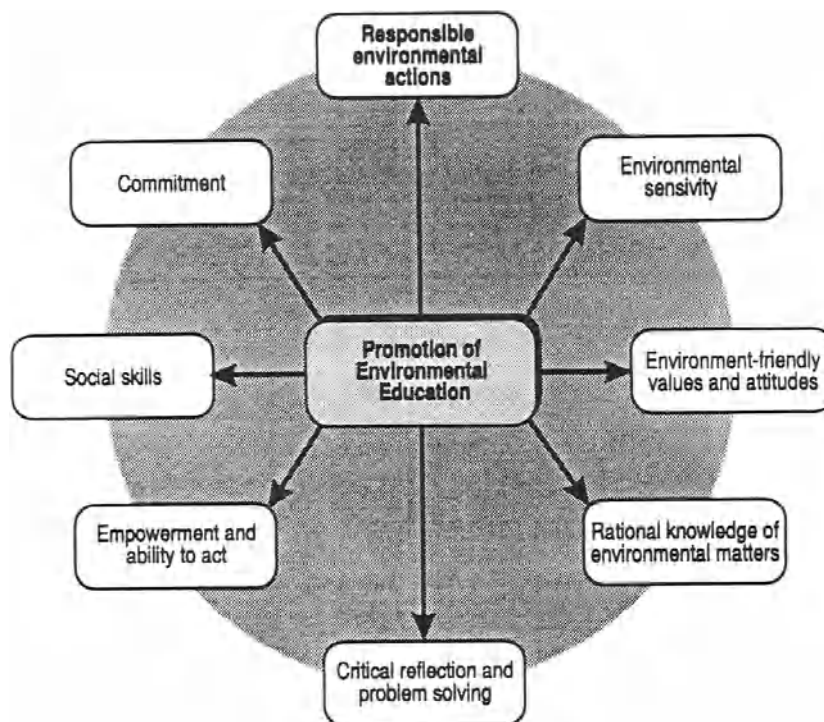 Responsible
environmental
actions
Commitment
Environmental
sensivity
Promotion of
Environmental
Education
Social skills
Environment-friendly
values and attitudes
Empowerment and
ability to act
Rational knowledge of
environmental matters
Critical reflection and
problem solving